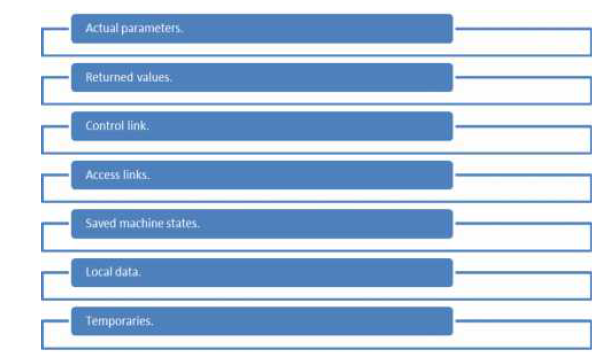 Actual parameters.
Returned values.
Control link.
Access links.
Saved machine states.
Local data.
Temporaries.